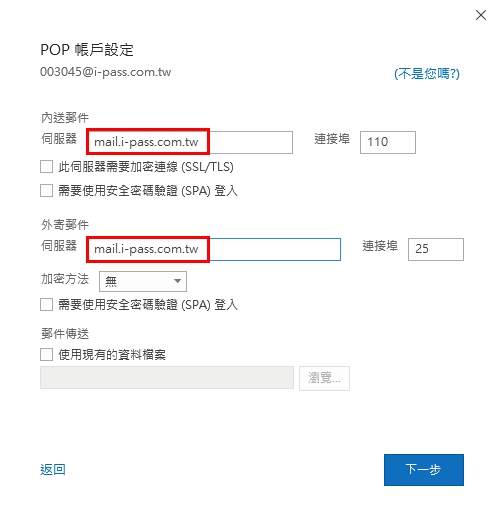 POP 帳戶設定
003045@i-pass.com.tw
(不是您嗎?)
內送郵件
伺服器 mail.i-pass.com.tw 連接埠 110
此伺服器需要加密連線 (SSL/TLS)
需要使用安全密碼驗證 (SPA) 登入
外寄郵件
伺服器 mail.i-pass.com.tw 連接埠 25
加密方法 無
需要使用安全密碼驗證 (SPA) 登入
郵件傳送
使用現有的資料檔案
瀏覽...
返回 下一步